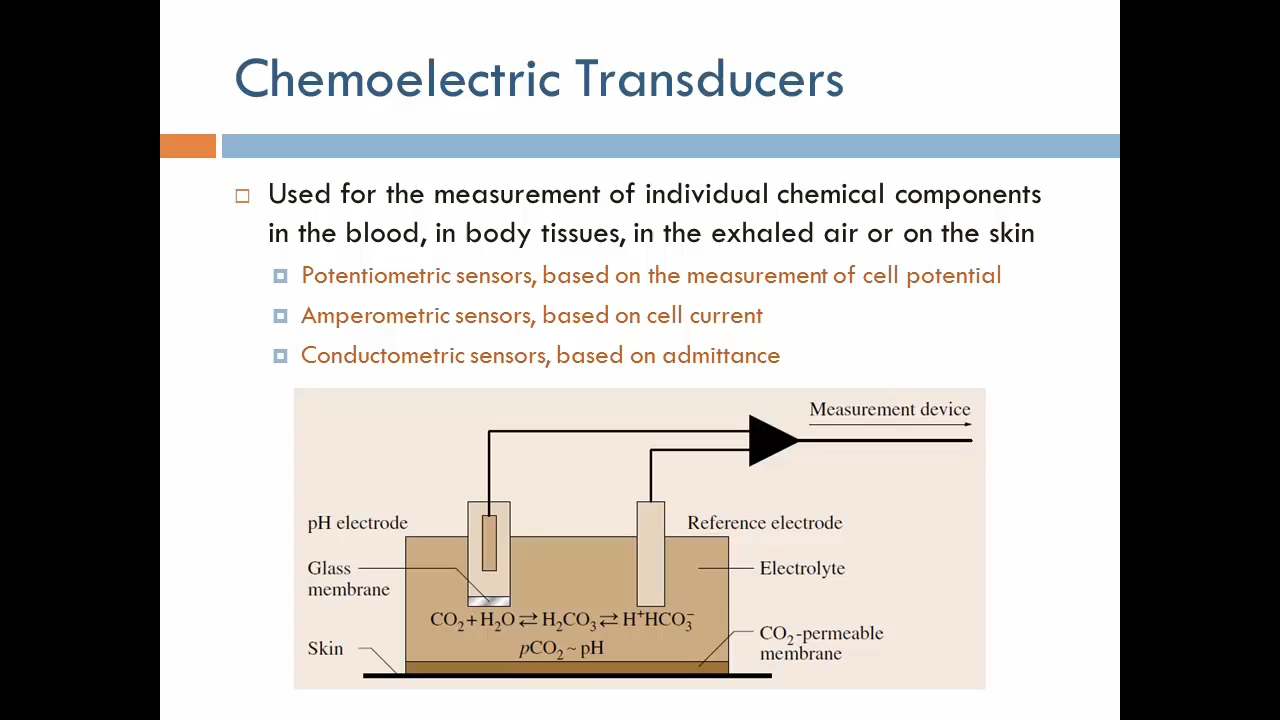 Chemoelectric Transducers
Used for the measurement of individual chemical components
in the blood, in body tissues, in the exhaled air or on the skin
Potentiometric sensors, based on the measurement of cell potential
Amperometric sensors, based on cell current
Conductometric sensors, based on admittance
Measurement device
pH electrode
Reference electrode
Glass
membrane
Electrolyte
CO₂ + H₂O ⇄ H₂CO₃ ⇄ H⁺HCO₃⁻
CO₂-permeable
membrane
Skin
pCO₂ ~ pH